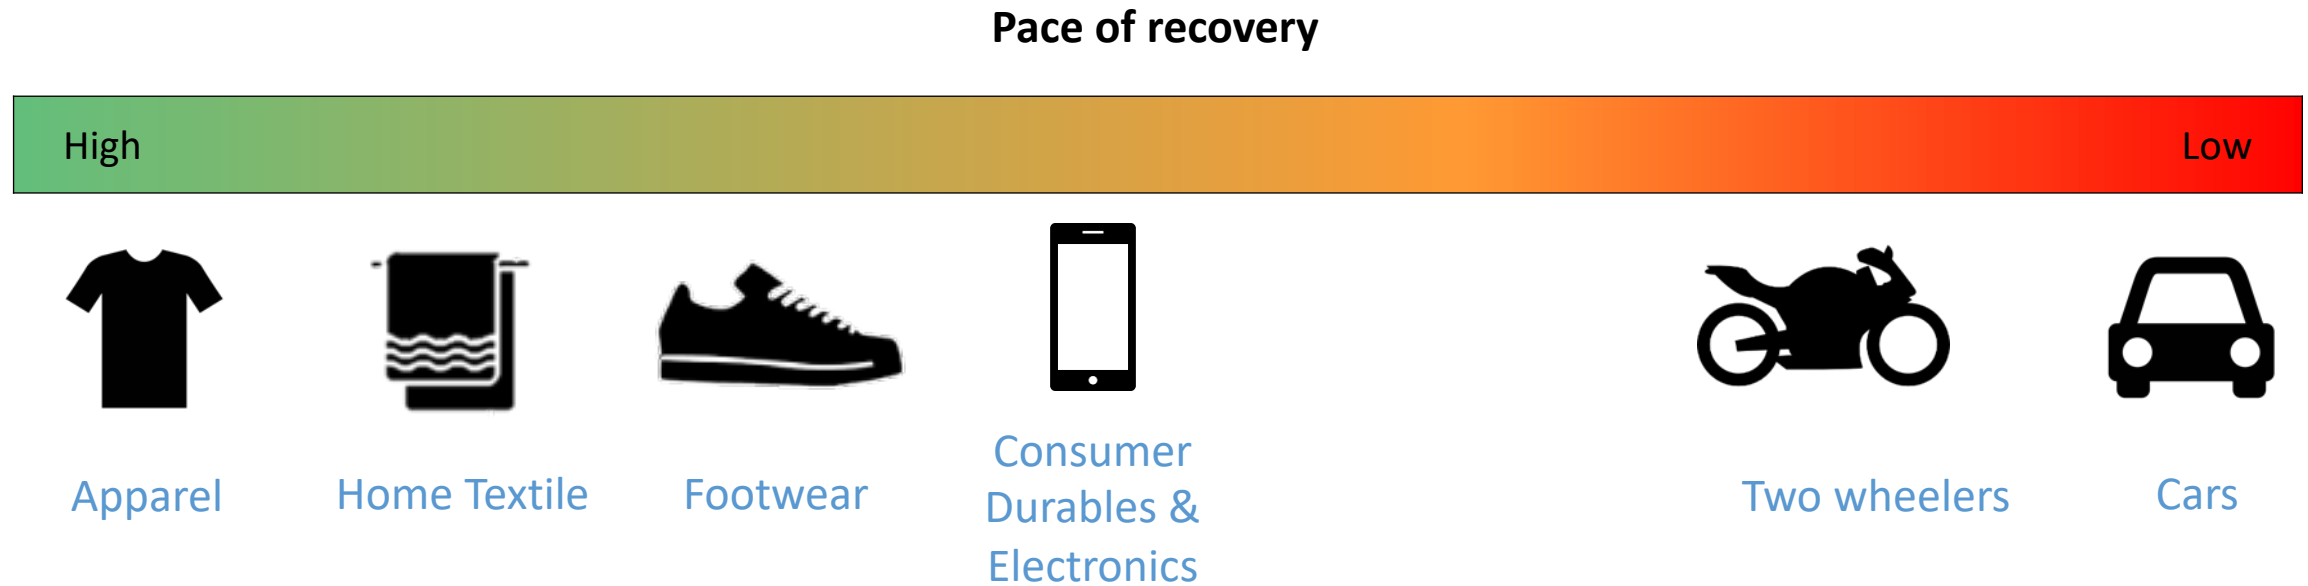 Pace of recovery
High
Low
Apparel
Home Textile
Footwear
Consumer
Durables &
Electronics
Two wheelers
Cars